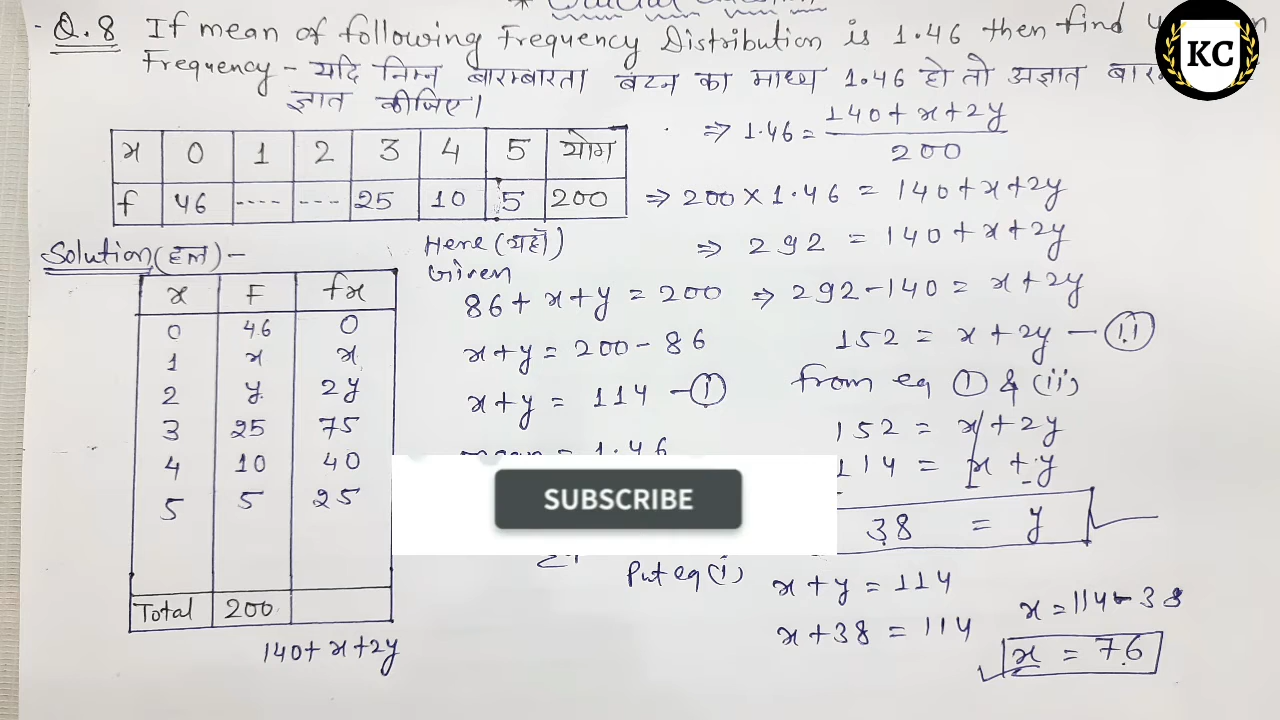 Q.8 If mean of following Frequency Distribution is 1.46 then find
Frequency - यदि निम्न बारम्बारता बंटन का माध्य 1.46 हो तो अज्ञात
ज्ञात कीजिए।
KC
x 0 1 2 3 4 5 योग
f 46 ---- --- 25 10 5 200
Solution (हल) -
x F fx
0 46 0
1 x x
2 y 2y
3 25 75
4 10 40
5 5 25
Total 200
140+x+2y
Here (यहाँ)
Given
86+x+y = 200
x+y = 200-86
x+y = 114 -(i)
mean = 1.46
SUBSCRIBE
⇒ 1.46 = 140+x+2y
200
⇒ 200×1.46 = 140+x+2y
⇒ 292 = 140+x+2y
⇒ 292-140 = x+2y
152 = x+2y -(ii)
from eq (i) & (ii)
152 = x+2y
114 = x+y
- - -
38 = y
Put eq (i) x+y = 114
x+38 = 114
x = 114-38
x = 76